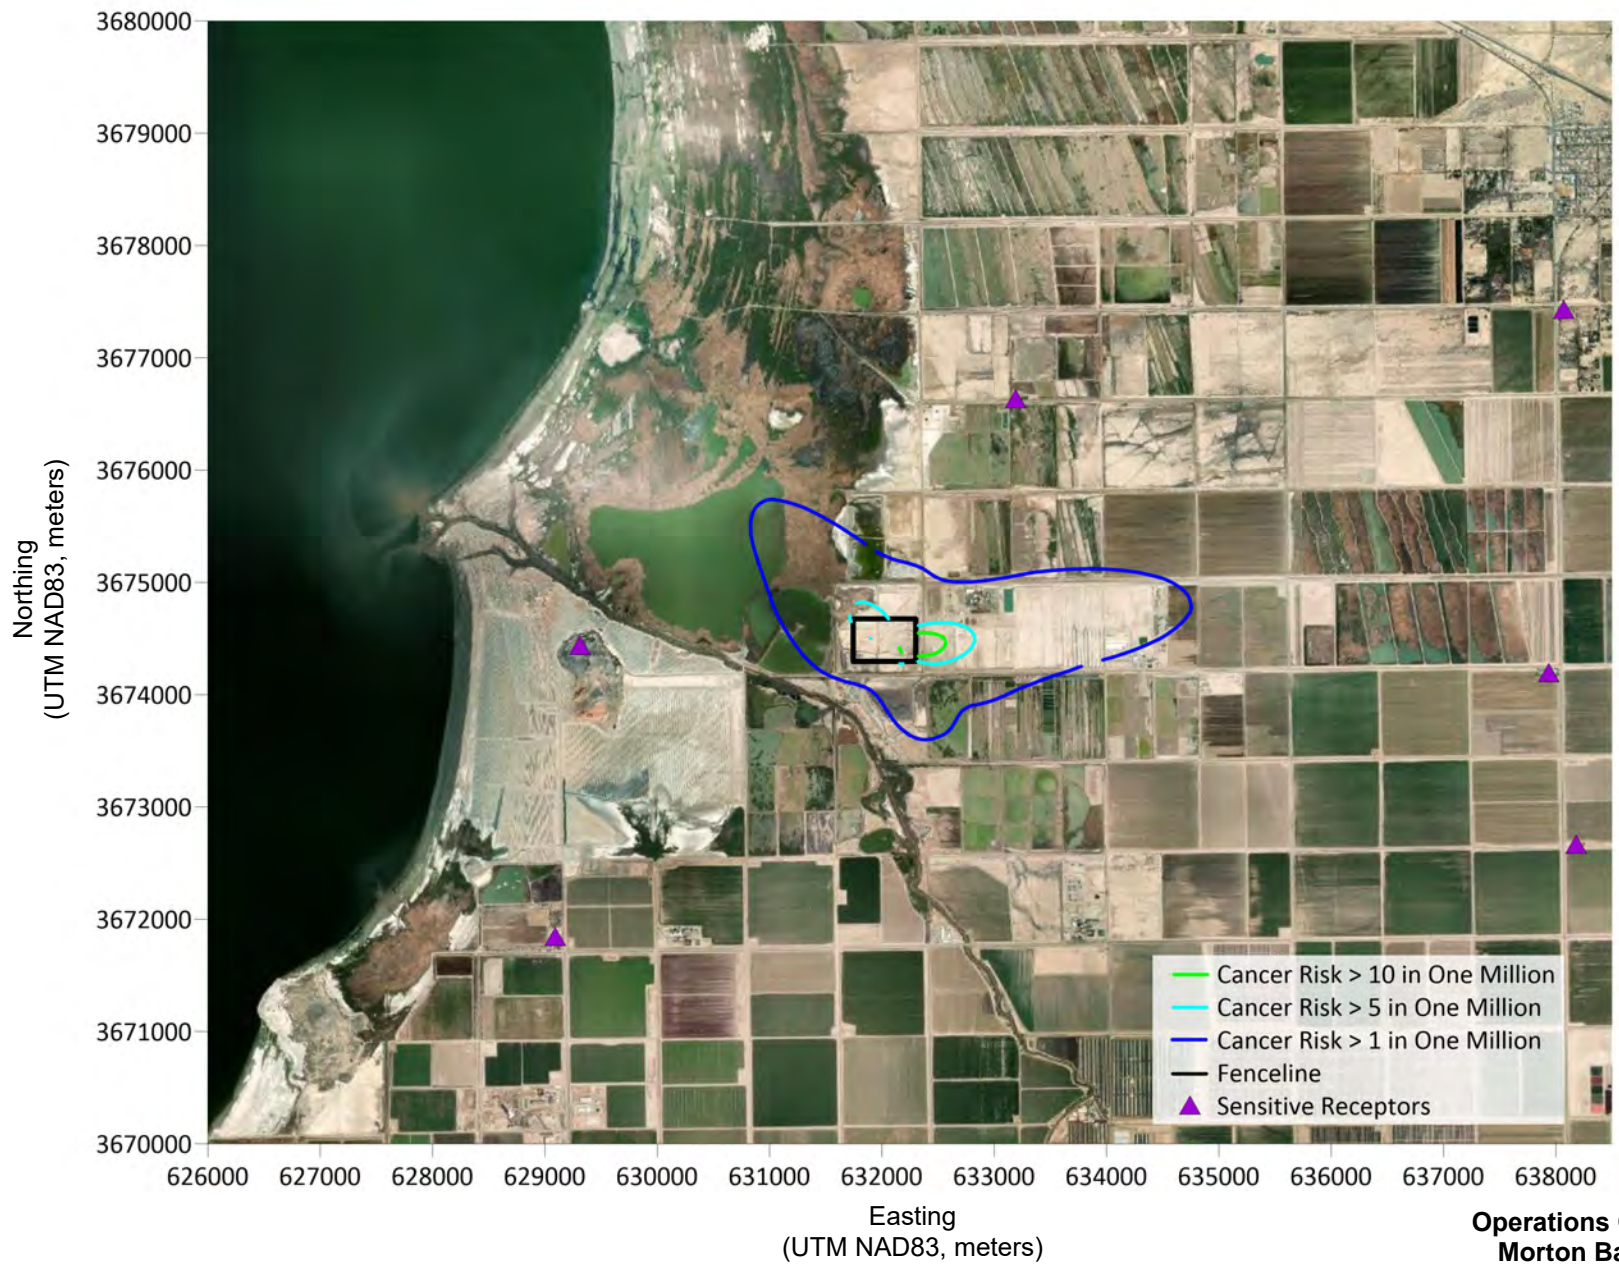 3680000
3679000
3678000
3677000
3676000
3675000
3674000
3673000
3672000
3671000
3670000
Northing
(UTM NAD83, meters)
Cancer Risk > 10 in One Million
Cancer Risk > 5 in One Million
Cancer Risk > 1 in One Million
Fenceline
Sensitive Receptors
626000 627000 628000 629000 630000 631000 632000 633000 634000 635000 636000 637000 638000
Easting
(UTM NAD83, meters)
Operations
Morton Ba